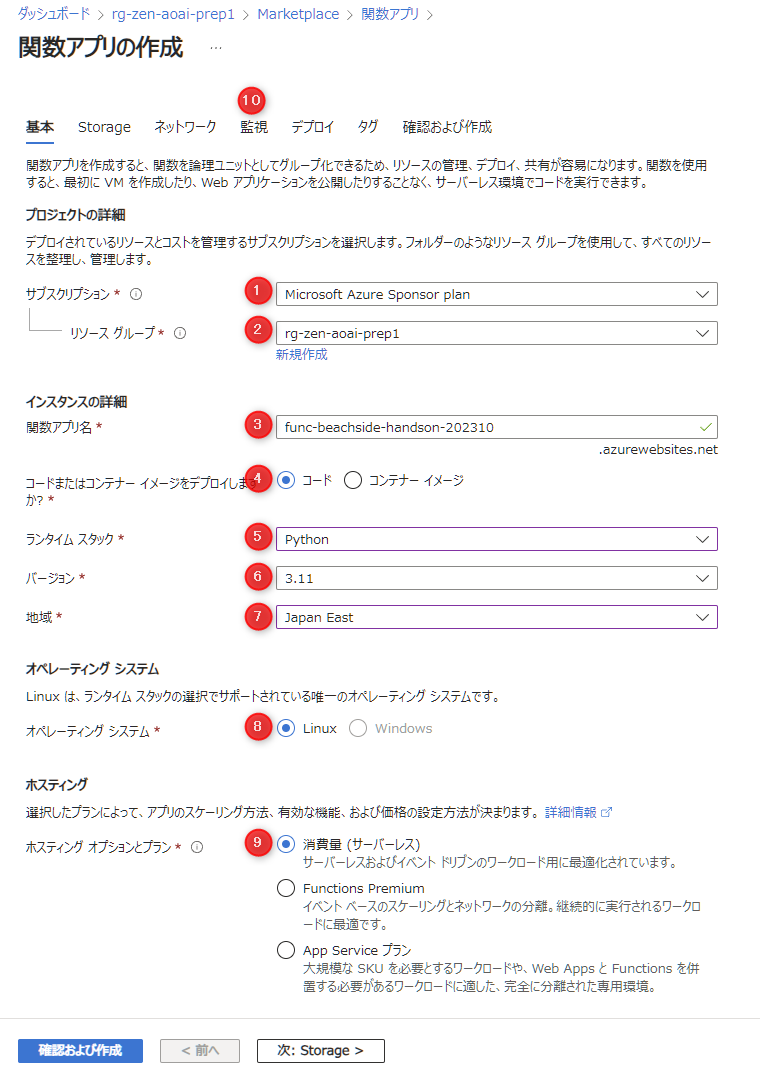 ダッシュボード > rg-zen-aoai-prep1 > Marketplace > 関数アプリ >
関数アプリの作成 …
10
基本 Storage ネットワーク 監視 デプロイ タグ 確認および作成
関数アプリを作成すると、関数を論理ユニットとしてグループ化できるため、リソースの管理、デプロイ、共有が容易になります。関数を使用
すると、最初に VM を作成したり、Web アプリケーションを公開したりすることなく、サーバーレス環境でコードを実行できます。
プロジェクトの詳細
デプロイされているリソースとコストを管理するサブスクリプションを選択します。フォルダーのようなリソース グループを使用して、すべてのリソー
スを整理し、管理します。
サブスクリプション * 1 Microsoft Azure Sponsor plan
リソース グループ * 2 rg-zen-aoai-prep1
新規作成
インスタンスの詳細
関数アプリ名 * 3 func-beachside-handson-202310
.azurewebsites.net
コードまたはコンテナー イメージをデプロイします 4 コード コンテナー イメージ
か? *
ランタイム スタック * 5 Python
バージョン * 6 3.11
地域 * 7 Japan East
オペレーティング システム
Linux は、ランタイム スタックの選択でサポートされている唯一のオペレーティング システムです。
オペレーティング システム * 8 Linux Windows
ホスティング
選択したプランによって、アプリのスケーリング方法、有効な機能、および価格の設定方法が決まります。 詳細情報
ホスティング オプションとプラン * 9 消費量 (サーバーレス)
サーバーレスおよびイベント ドリブンのワークロード用に最適化されています。
Functions Premium
イベント ベースのスケーリングとネットワークの分離。継続的に実行されるワークロ
ードに最適です。
App Service プラン
大規模な SKU を必要とするワークロードや、Web Apps と Functions を併
置する必要があるワークロードに適した、完全に分離された専用環境。
確認および作成 < 前へ 次: Storage >